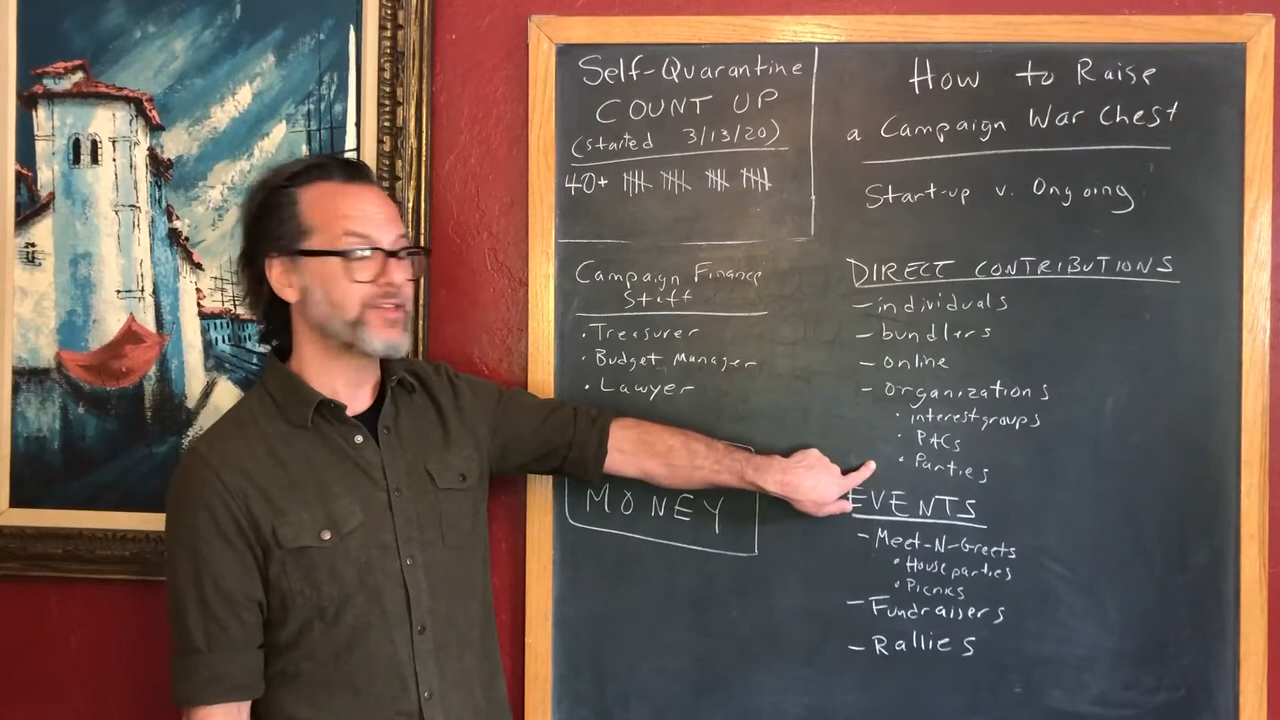 Self-Quarantine
COUNT UP
(started 3/13/20)
40+
Campaign Finance
Staff
• Treasurer
• Budget Manager
• Lawyer
MONEY
How to Raise
a Campaign War Chest
Start-up v. Ongoing
DIRECT CONTRIBUTIONS
- individuals
- bundlers
- online
- Organizations
• interest groups
• PACs
• Parties
EVENTS
- Meet-N-Greets
• House parties
• Picnics
- Fundraisers
- Rallies